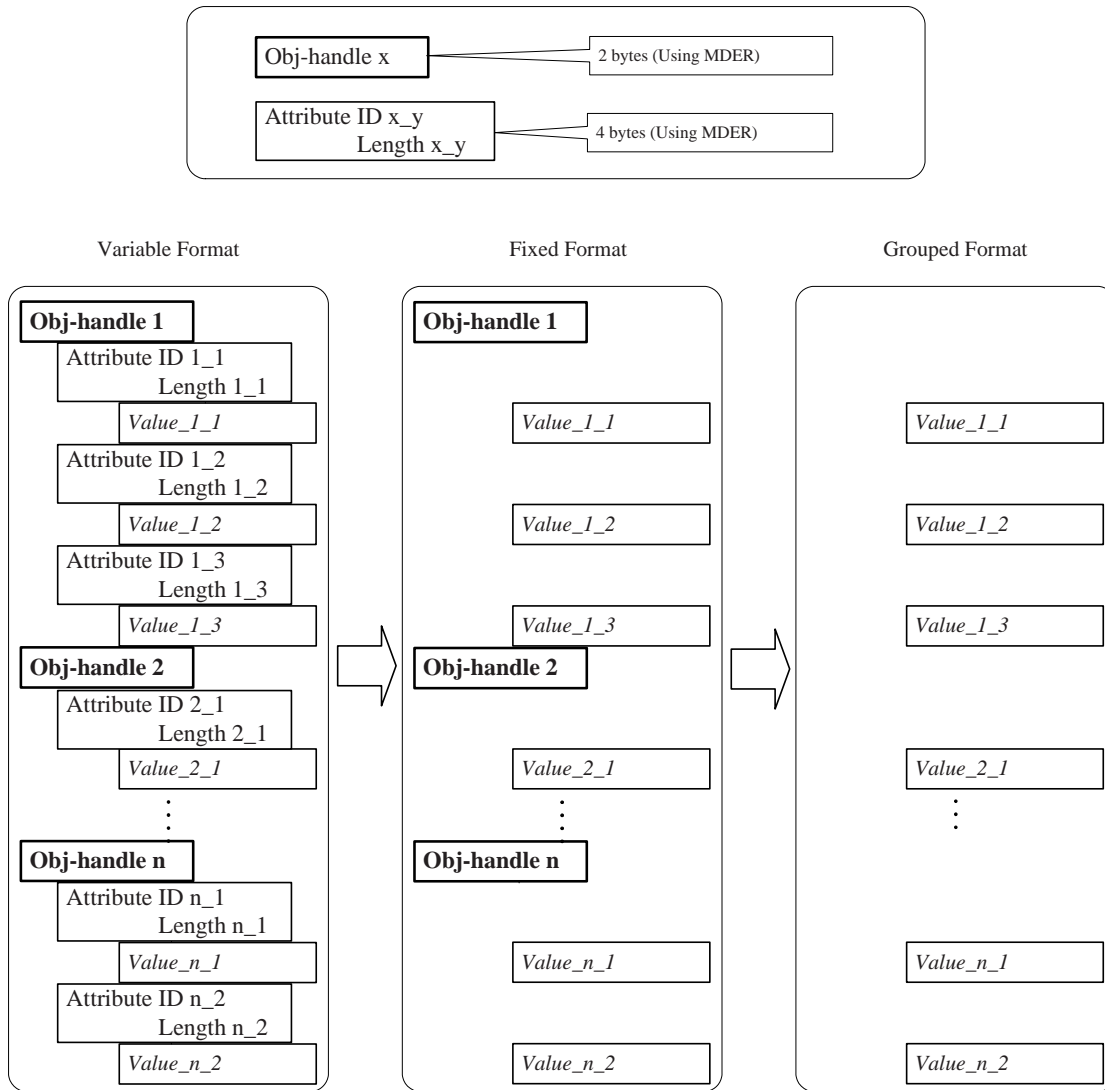 Obj-handle x
2 bytes (Using MDER)
Attribute ID x_y
Length x_y
4 bytes (Using MDER)
Variable Format
Obj-handle 1
Attribute ID 1_1
Length 1_1
Value_1_1
Attribute ID 1_2
Length 1_2
Value_1_2
Attribute ID 1_3
Length 1_3
Value_1_3
Obj-handle 2
Attribute ID 2_1
Length 2_1
Value_2_1
Obj-handle n
Attribute ID n_1
Length n_1
Value_n_1
Attribute ID n_2
Length n_2
Value_n_2
Fixed Format
Obj-handle 1
Value_1_1
Value_1_2
Value_1_3
Obj-handle 2
Value_2_1
Obj-handle n
Value_n_1
Value_n_2
Grouped Format
Value_1_1
Value_1_2
Value_1_3
Value_2_1
Value_n_1
Value_n_2